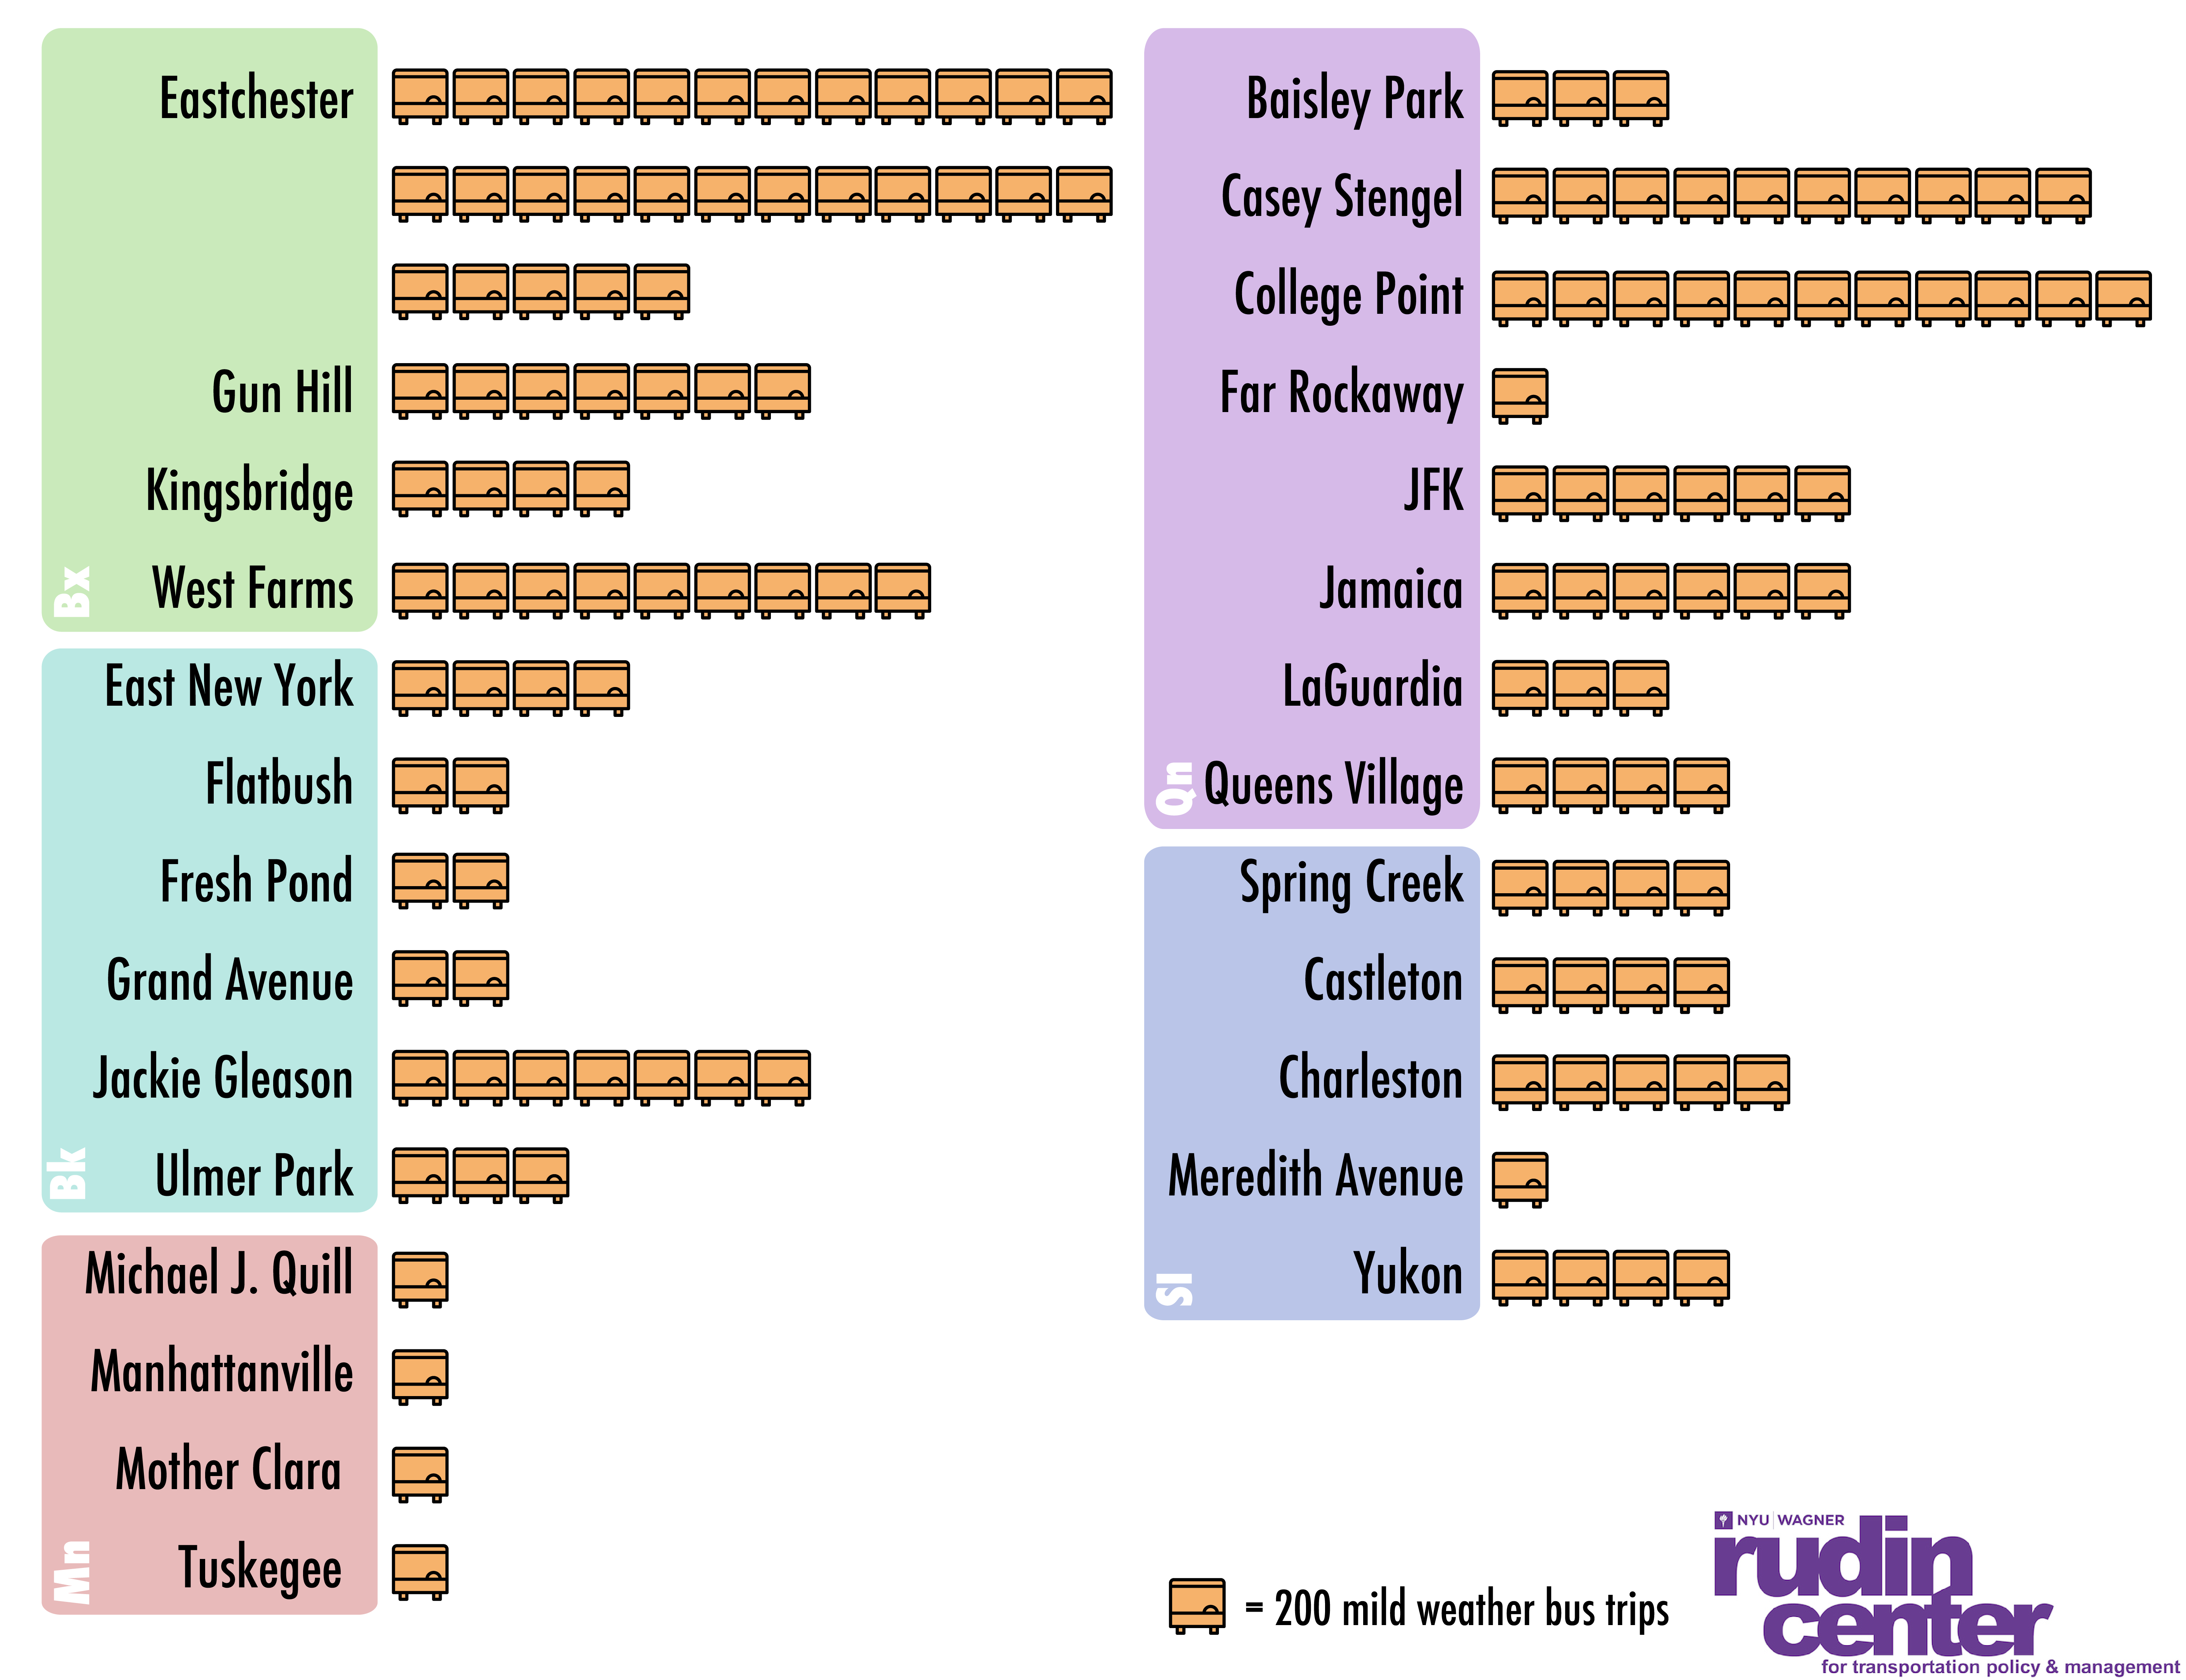 Eastchester
Gun Hill
Kingsbridge
West Farms
Bx
East New York
Flatbush
Fresh Pond
Grand Avenue
Jackie Gleason
Ulmer Park
Bk
Michael J. Quill
Manhattanville
Mother Clara
Tuskegee
Mn
Baisley Park
Casey Stengel
College Point
Far Rockaway
JFK
Jamaica
LaGuardia
Queens Village
Qn
Spring Creek
Castleton
Charleston
Meredith Avenue
Yukon
SI
= 200 mild weather bus trips
NYU WAGNER
rudin
center
for transportation policy & management